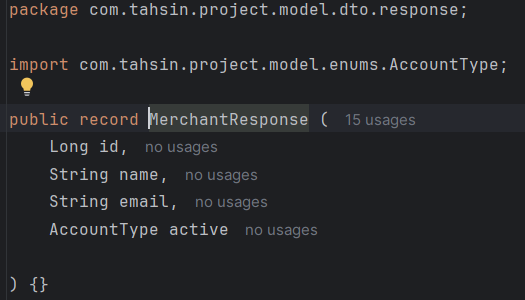 package com.tahsin.project.model.dto.response;
import com.tahsin.project.model.enums.AccountType;
public record MerchantResponse ( 15 usages
Long id, no usages
String name, no usages
String email, no usages
AccountType active no usages
) {}